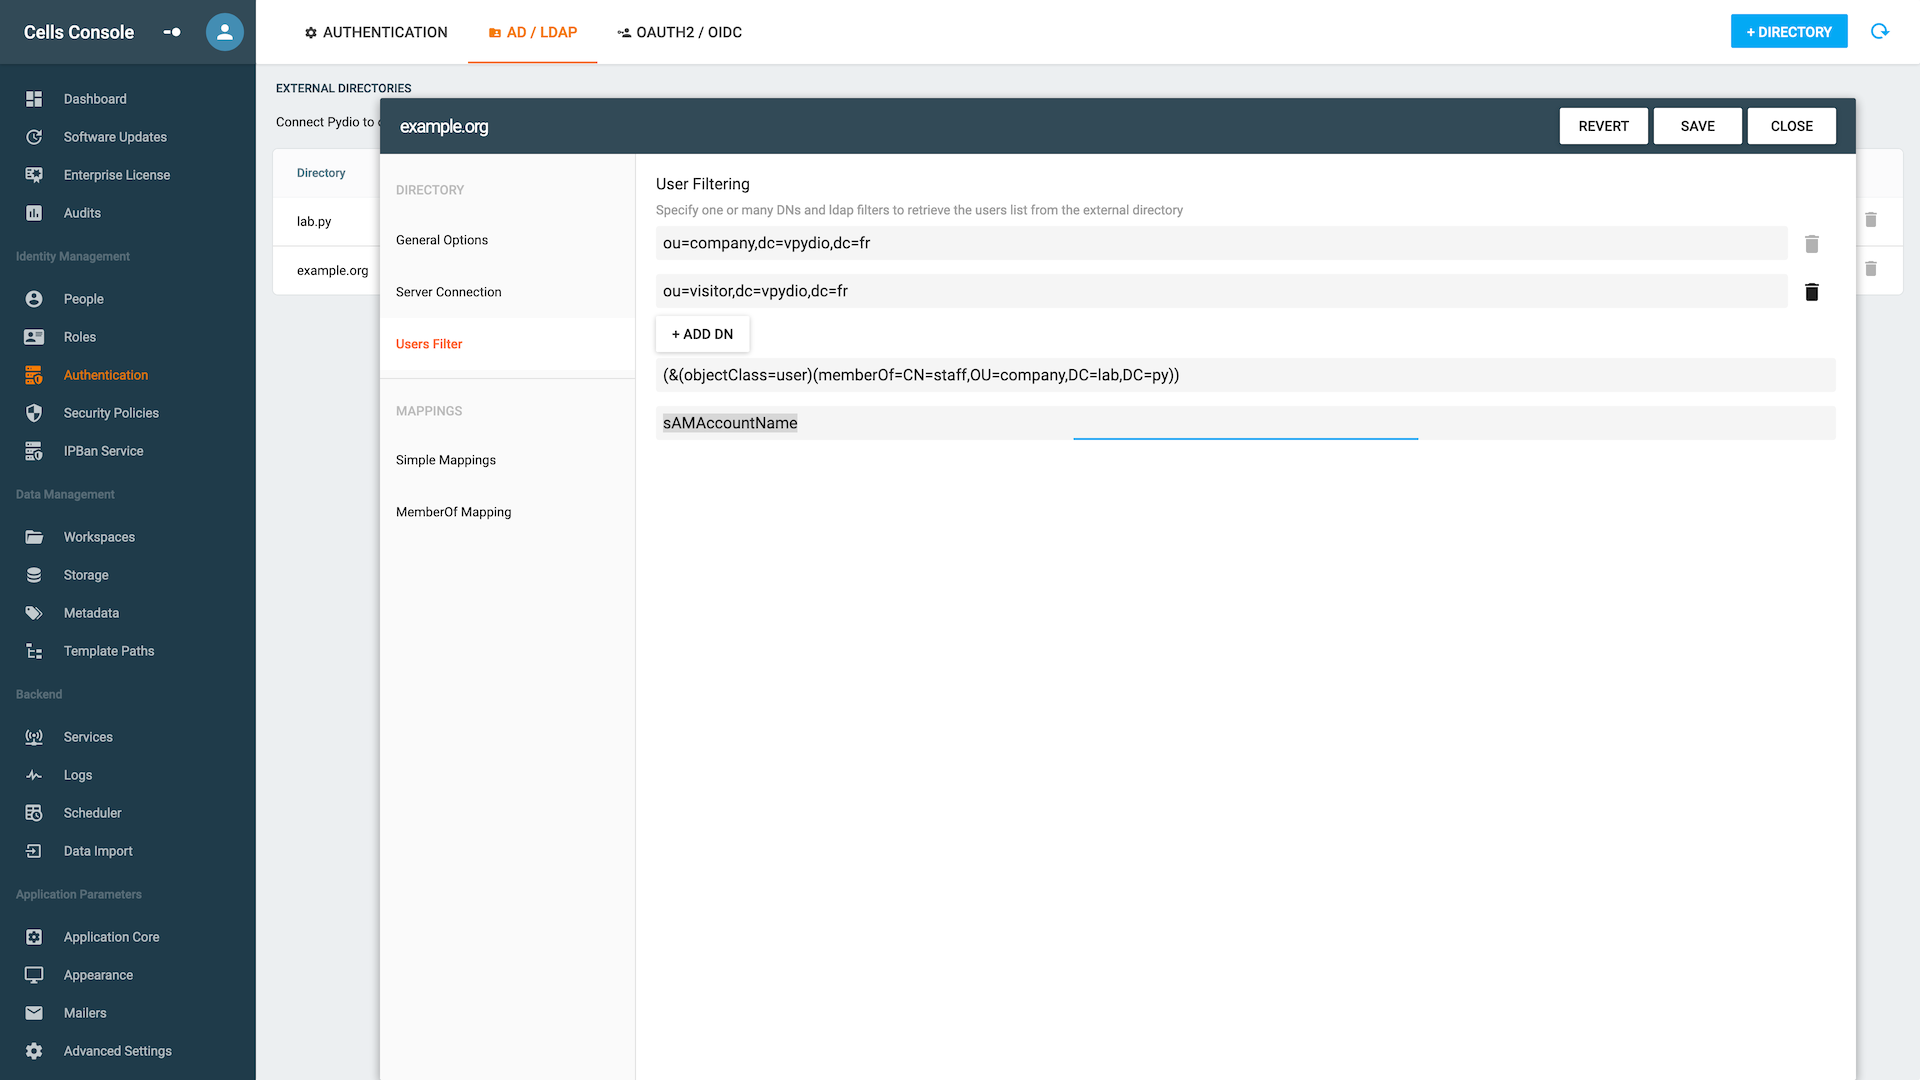 Cells Console
AUTHENTICATION
AD / LDAP
OAUTH2 / OIDC
+ DIRECTORY
Dashboard
Software Updates
Enterprise License
Audits
Identity Management
People
Roles
Authentication
Security Policies
IPBan Service
Data Management
Workspaces
Storage
Metadata
Template Paths
Backend
Services
Logs
Scheduler
Data Import
Application Parameters
Application Core
Appearance
Mailers
Advanced Settings
EXTERNAL DIRECTORIES
Connect Pydio to
Directory
lab.py
example.org
example.org
REVERT
SAVE
CLOSE
DIRECTORY
General Options
Server Connection
Users Filter
MAPPINGS
Simple Mappings
MemberOf Mapping
User Filtering
Specify one or many DNs and ldap filters to retrieve the users list from the external directory
ou=company,dc=vpydio,dc=fr
ou=visitor,dc=vpydio,dc=fr
+ ADD DN
(&(objectClass=user)(memberOf=CN=staff,OU=company,DC=lab,DC=py))
sAMAccountName